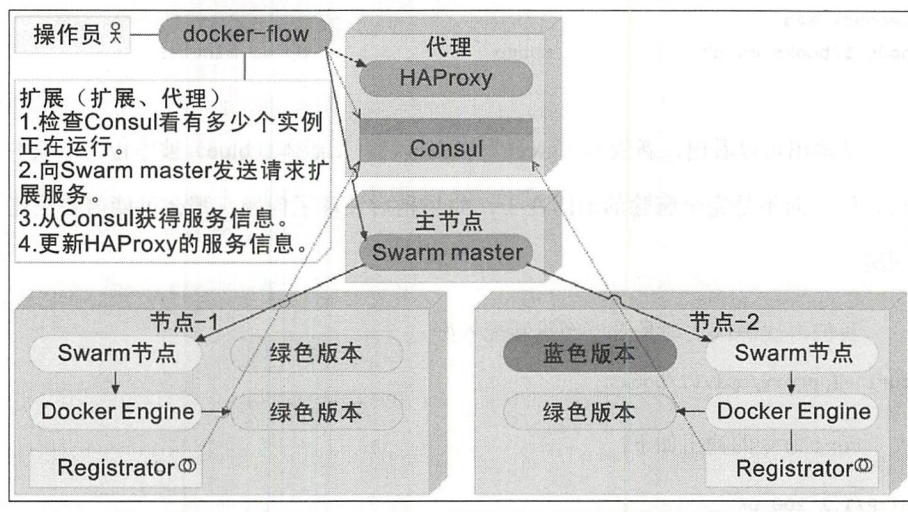 操作员
docker-flow
代理
HAProxy
Consul
扩展（扩展、代理）
1.检查Consul看有多少个实例
正在运行。
2.向Swarm master发送请求扩
展服务。
3.从Consul获得服务信息。
4.更新HAProxy的服务信息。
主节点
Swarm master
节点-1
Swarm节点
绿色版本
Docker Engine
绿色版本
Registrator
节点-2
蓝色版本
Swarm节点
绿色版本
Docker Engine
Registrator